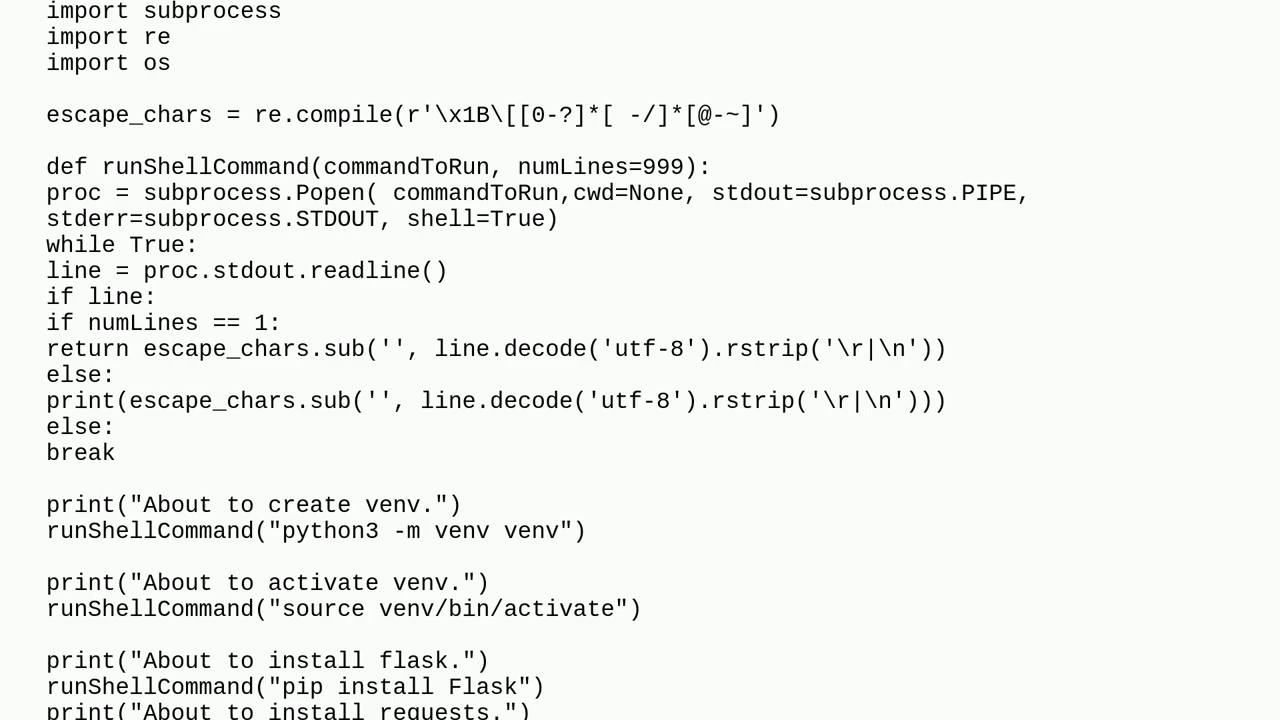 import subprocess
import re
import os
escape_chars = re.compile(r'\x1B\[[0-?]*[ -/]*[@-~]')
def runShellCommand(commandToRun, numLines=999):
proc = subprocess.Popen( commandToRun,cwd=None, stdout=subprocess.PIPE,
stderr=subprocess.STDOUT, shell=True)
while True:
line = proc.stdout.readline()
if line:
if numLines == 1:
return escape_chars.sub('', line.decode('utf-8').rstrip('\r|\n'))
else:
print(escape_chars.sub('', line.decode('utf-8').rstrip('\r|\n')))
else:
break
print("About to create venv.")
runShellCommand("python3 -m venv venv")
print("About to activate venv.")
runShellCommand("source venv/bin/activate")
print("About to install flask.")
runShellCommand("pip install Flask")
print("About to install requests.")